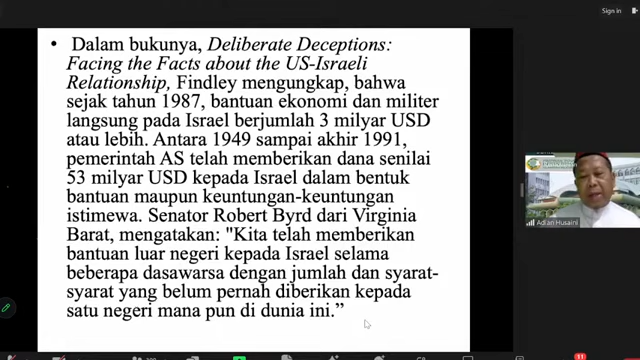 Sign in
• Dalam bukunya, Deliberate Deceptions:
Facing the Facts about the US-Israeli
Relationship, Findley mengungkap, bahwa
sejak tahun 1987, bantuan ekonomi dan militer
langsung pada Israel berjumlah 3 milyar USD
atau lebih. Antara 1949 sampai akhir 1991,
pemerintah AS telah memberikan dana senilai
53 milyar USD kepada Israel dalam bentuk
bantuan maupun keuntungan-keuntungan
istimewa. Senator Robert Byrd dari Virginia
Barat, mengatakan: "Kita telah memberikan
bantuan luar negeri kepada Israel selama
beberapa dasawarsa dengan jumlah dan syarat-
syarat yang belum pernah diberikan kepada
satu negeri mana pun di dunia ini.”
Adian Husaini
11